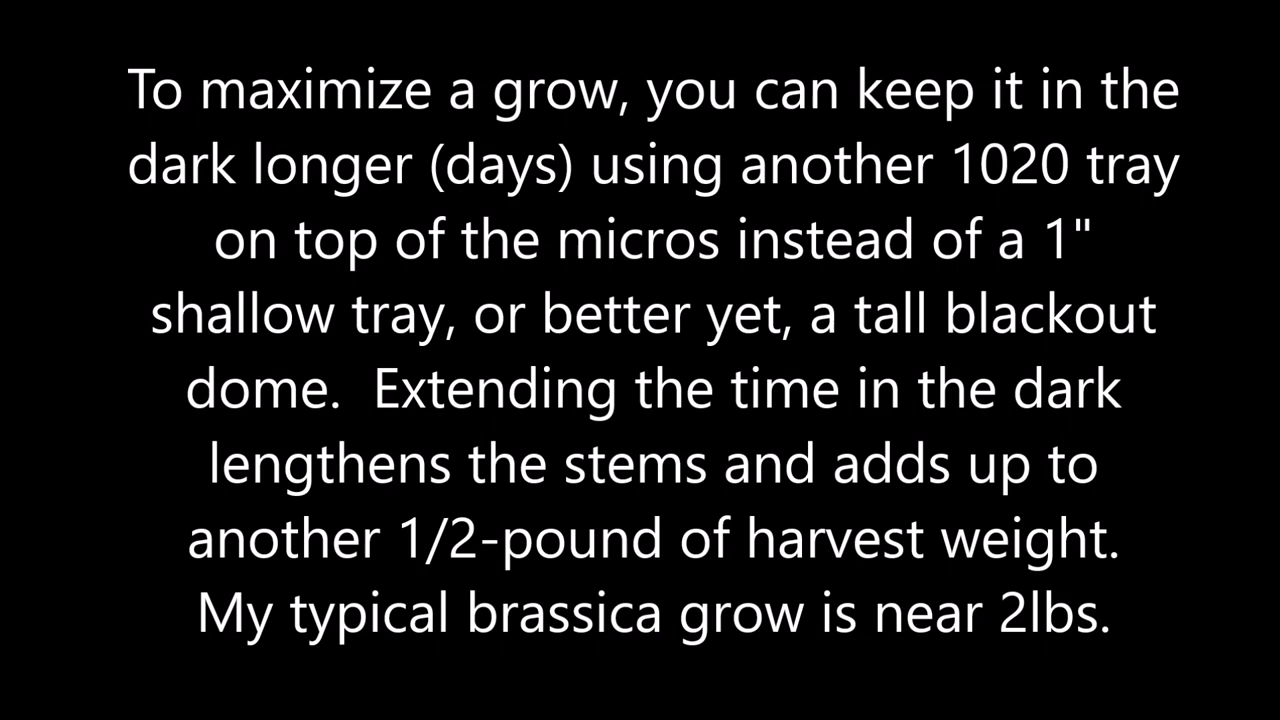 To maximize a grow, you can keep it in the
dark longer (days) using another 1020 tray
on top of the micros instead of a 1"
shallow tray, or better yet, a tall blackout
dome.  Extending the time in the dark
lengthens the stems and adds up to
another 1/2-pound of harvest weight.
My typical brassica grow is near 2lbs.